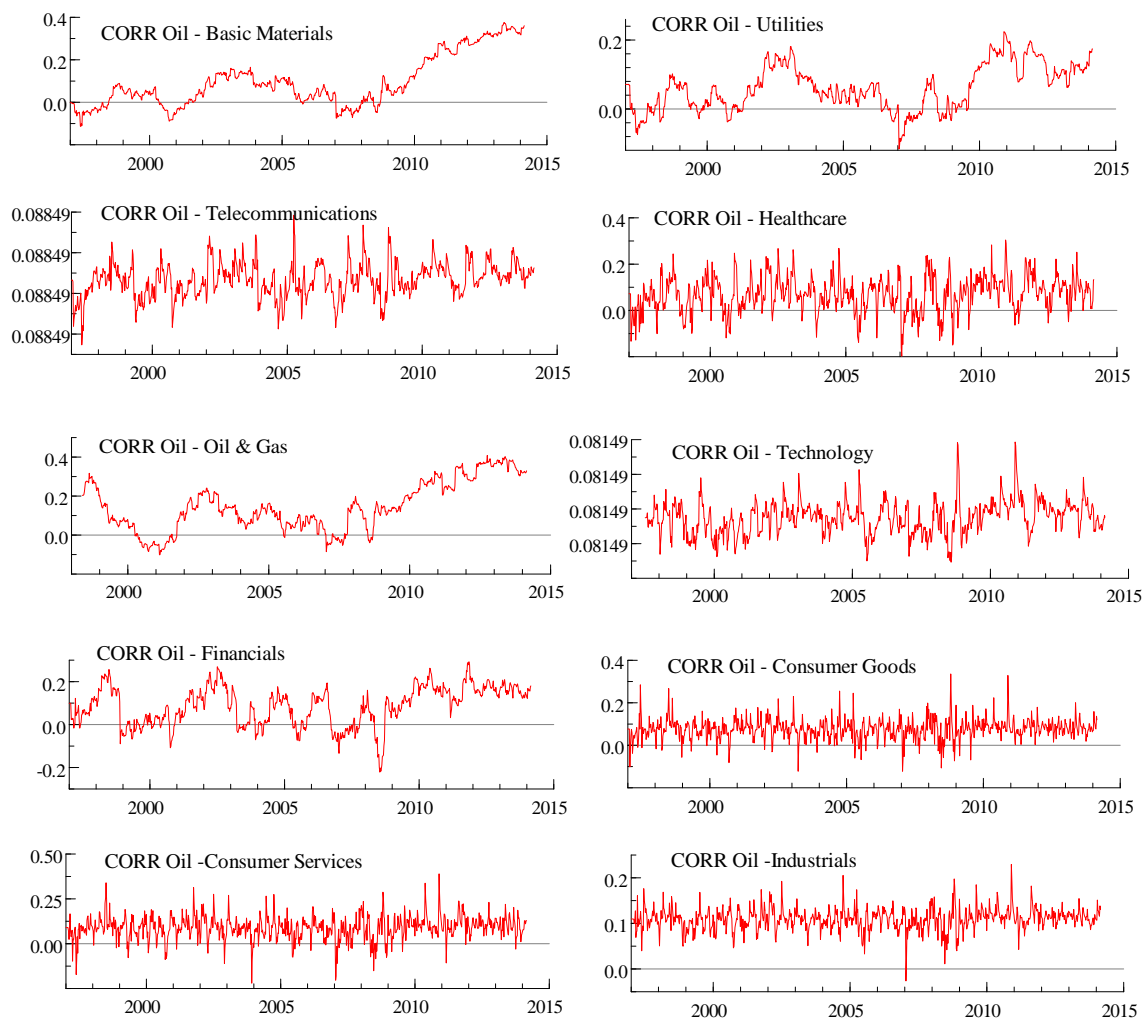 CORR Oil - Basic Materials
0.4
0.2
0.0
2000 2005 2010 2015
CORR Oil - Utilities
0.2
0.0
2000 2005 2010 2015
CORR Oil - Telecommunications
0.08849
0.08849
0.08849
0.08849
2000 2005 2010 2015
CORR Oil - Healthcare
0.4
0.2
0.0
2000 2005 2010 2015
CORR Oil - Oil & Gas
0.4
0.2
0.0
2000 2005 2010 2015
CORR Oil - Technology
0.08149
0.08149
0.08149
0.08149
2000 2005 2010 2015
CORR Oil - Financials
0.2
0.0
-0.2
2000 2005 2010 2015
CORR Oil - Consumer Goods
0.4
0.2
0.0
2000 2005 2010 2015
CORR Oil -Consumer Services
0.50
0.25
0.00
2000 2005 2010 2015
CORR Oil -Industrials
0.2
0.1
0.0
2000 2005 2010 2015